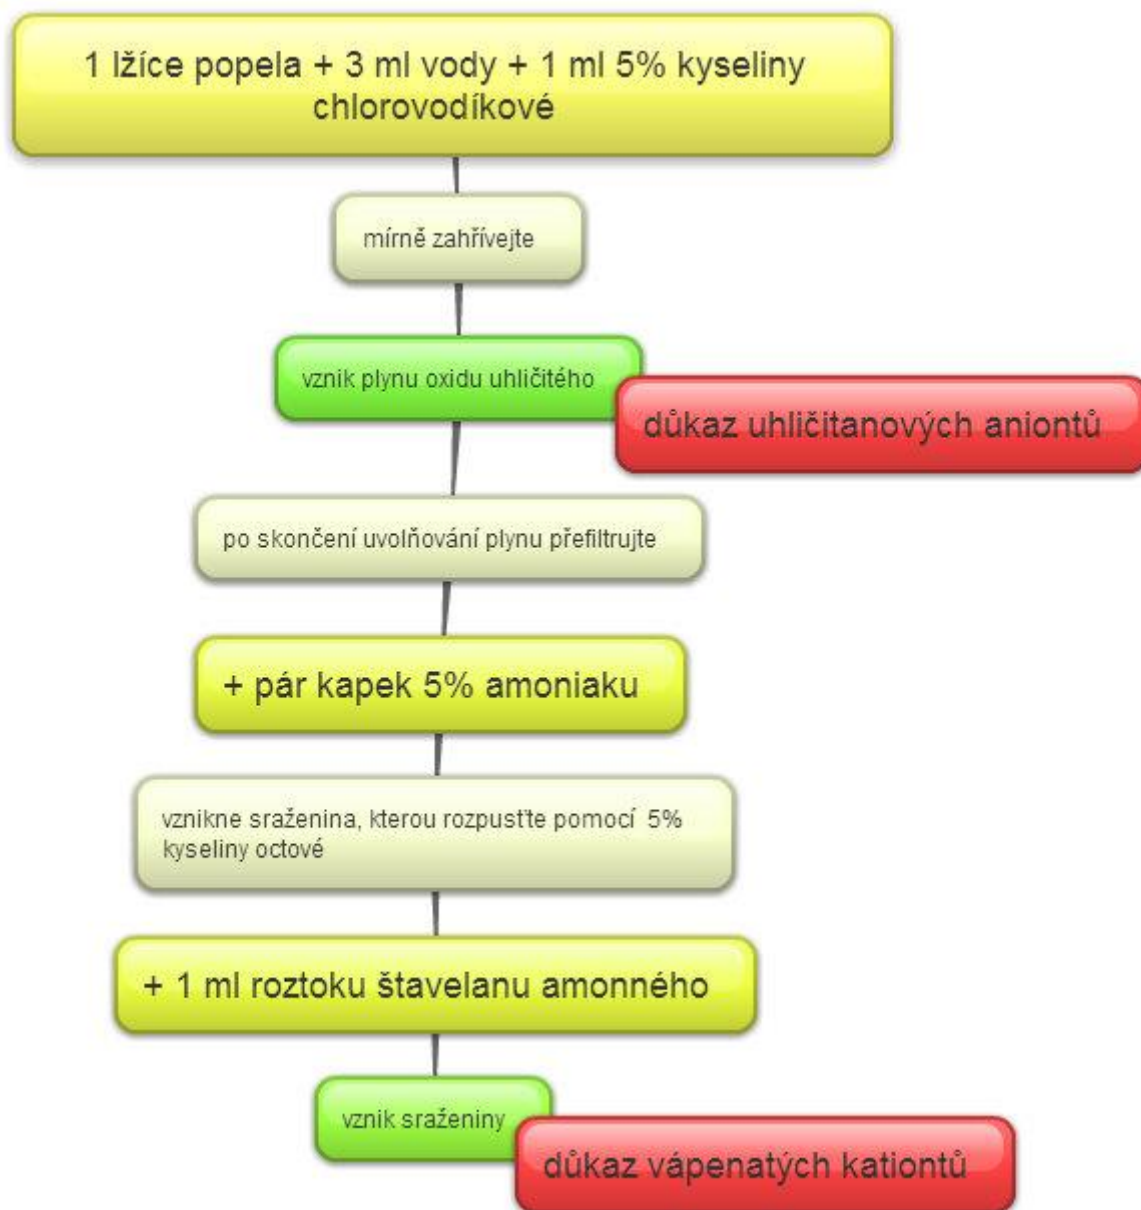 1 lžíce popela + 3 ml vody + 1 ml 5% kyseliny
chlorovodíkové
mírně zahřívejte
vznik plynu oxidu uhličitého
důkaz uhličitanových aniontů
po skončení uvolňování plynu přefiltrujte
+ pár kapek 5% amoniaku
vznikne sraženina, kterou rozpusťte pomocí 5%
kyseliny octové
+ 1 ml roztoku štavelanu amonného
vznik sraženiny
důkaz vápenatých kationtů